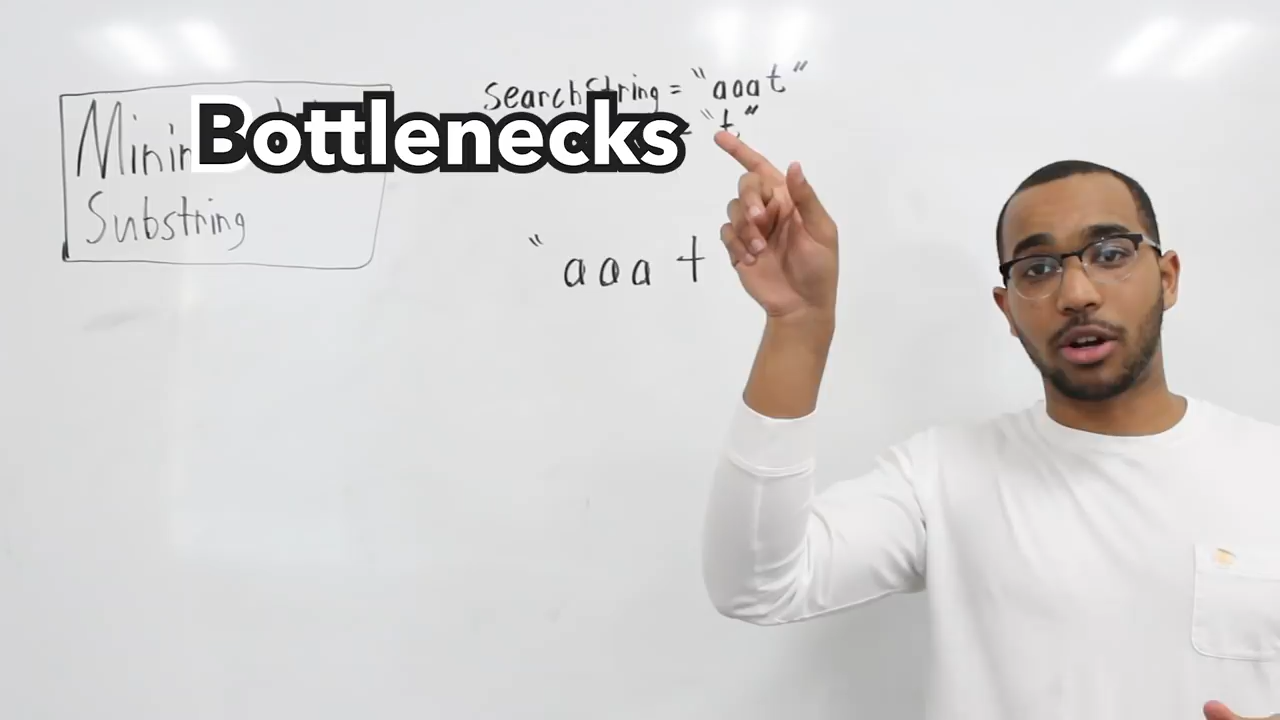 Bottlenecks
Substring
searchString = "aaat"
= "t"
"aaat